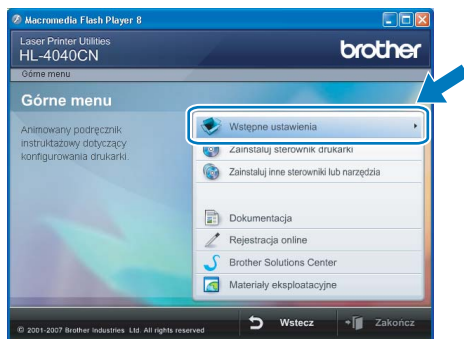 Macromedia Flash Player 8
Laser Printer Utilities
HL-4040CN
brother
Górne menu
Górne menu
Animowany podręcznik
instruktażowy dotyczący
konfigurowania drukarki.
Wstępne ustawienia
Zainstaluj sterownik drukarki
Zainstaluj inne sterowniki lub narzędzia
Dokumentacja
Rejestracja online
Brother Solutions Center
Materiały eksploatacyjne
© 2001-2007 Brother Industries Ltd. All rights reserved
Wstecz
Zakończ